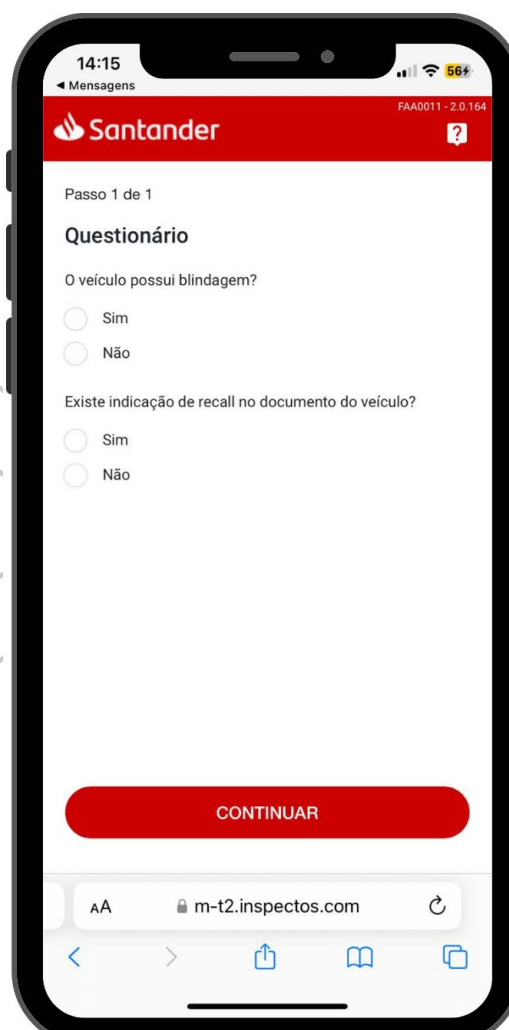 14:15
56
Mensagens
FAA0011 - 2.0.164
Santander
?
Passo 1 de 1
Questionário
O veículo possui blindagem?
Sim
Não
Existe indicação de recall no documento do veículo?
Sim
Não
CONTINUAR
AA
m-t2.inspectos.com